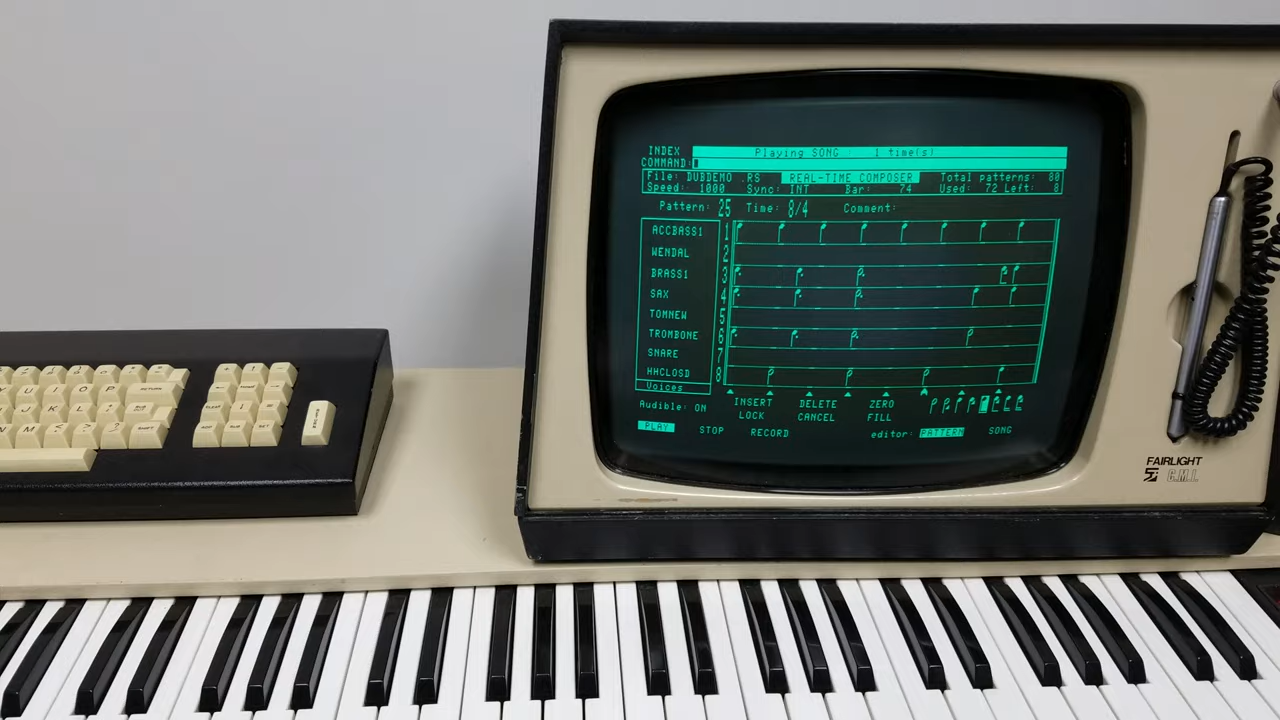 INDEX Playing SONG 1 time(s)
COMMAND:
File: DVBDEMO .RS REAL-TIME COMPOSER Total patterns: 80
Speed: 1000 Sync: INT Bar: 74 Used: 72 Left: 8
Pattern: 25 Time: 8/4 Comment:
ACCBASS1 1
WENDAL 2
BRASS1 3
SAX 4
TOMNEW 5
TROMBONE 6
SNARE 7
HHCLOSD 8
Voices
INSERT DELETE ZERO
Audible: ON LOCK CANCEL FILL
PLAY STOP RECORD editor: PATTERN SONG
FAIRLIGHT
C.M.I.
U O P
J K L
N M